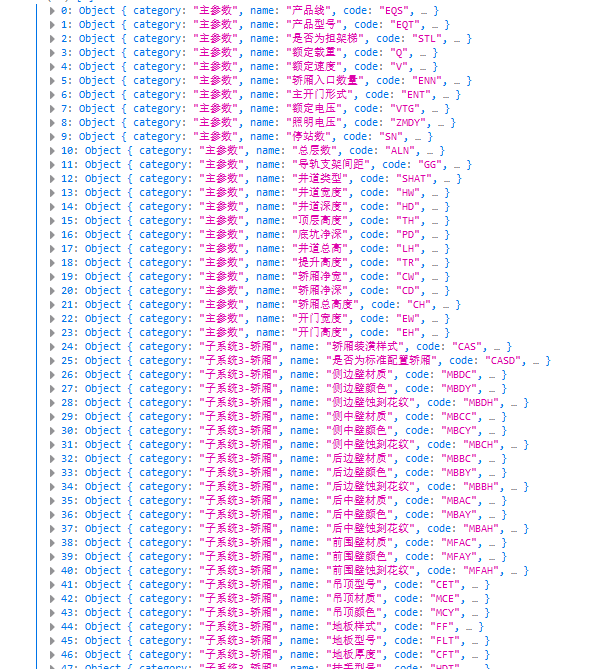 0: Object { category: "主参数", name: "产品线", code: "EQS", … }
1: Object { category: "主参数", name: "产品型号", code: "EQT", … }
2: Object { category: "主参数", name: "是否为担架梯", code: "STL", … }
3: Object { category: "主参数", name: "额定载重", code: "Q", … }
4: Object { category: "主参数", name: "额定速度", code: "V", … }
5: Object { category: "主参数", name: "轿厢入口数量", code: "ENN", … }
6: Object { category: "主参数", name: "主开门形式", code: "ENT", … }
7: Object { category: "主参数", name: "额定电压", code: "VTG", … }
8: Object { category: "主参数", name: "照明电压", code: "ZMDY", … }
9: Object { category: "主参数", name: "停站数", code: "SN", … }
10: Object { category: "主参数", name: "总层数", code: "ALN", … }
11: Object { category: "主参数", name: "导轨支架间距", code: "GG", … }
12: Object { category: "主参数", name: "井道类型", code: "SHAT", … }
13: Object { category: "主参数", name: "井道宽度", code: "HW", … }
14: Object { category: "主参数", name: "井道深度", code: "HD", … }
15: Object { category: "主参数", name: "顶层高度", code: "TH", … }
16: Object { category: "主参数", name: "底坑净深", code: "PD", … }
17: Object { category: "主参数", name: "井道总高", code: "LH", … }
18: Object { category: "主参数", name: "提升高度", code: "TR", … }
19: Object { category: "主参数", name: "轿厢净宽", code: "CW", … }
20: Object { category: "主参数", name: "轿厢净深", code: "CD", … }
21: Object { category: "主参数", name: "轿厢总高度", code: "CH", … }
22: Object { category: "主参数", name: "开门宽度", code: "EW", … }
23: Object { category: "主参数", name: "开门高度", code: "EH", … }
24: Object { category: "子系统3-轿厢", name: "轿厢装潢样式", code: "CAS", … }
25: Object { category: "子系统3-轿厢", name: "是否为标准配置轿厢", code: "CASD", … }
26: Object { category: "子系统3-轿厢", name: "侧边壁材质", code: "MBDC", … }
27: Object { category: "子系统3-轿厢", name: "侧边壁颜色", code: "MBDY", … }
28: Object { category: "子系统3-轿厢", name: "侧边壁蚀刻花纹", code: "MBDH", … }
29: Object { category: "子系统3-轿厢", name: "侧中壁材质", code: "MBCC", … }
30: Object { category: "子系统3-轿厢", name: "侧中壁颜色", code: "MBCY", … }
31: Object { category: "子系统3-轿厢", name: "侧中壁蚀刻花纹", code: "MBCH", … }
32: Object { category: "子系统3-轿厢", name: "后边壁材质", code: "MBBC", … }
33: Object { category: "子系统3-轿厢", name: "后边壁颜色", code: "MBBY", … }
34: Object { category: "子系统3-轿厢", name: "后边壁蚀刻花纹", code: "MBBH", … }
35: Object { category: "子系统3-轿厢", name: "后中壁材质", code: "MBAC", … }
36: Object { category: "子系统3-轿厢", name: "后中壁颜色", code: "MBAY", … }
37: Object { category: "子系统3-轿厢", name: "后中壁蚀刻花纹", code: "MBAH", … }
38: Object { category: "子系统3-轿厢", name: "前围壁材质", code: "MFAC", … }
39: Object { category: "子系统3-轿厢", name: "前围壁颜色", code: "MFAY", … }
40: Object { category: "子系统3-轿厢", name: "前围壁蚀刻花纹", code: "MFAH", … }
41: Object { category: "子系统3-轿厢", name: "吊顶型号", code: "CET", … }
42: Object { category: "子系统3-轿厢", name: "吊顶材质", code: "MCE", … }
43: Object { category: "子系统3-轿厢", name: "吊顶颜色", code: "MCY", … }
44: Object { category: "子系统3-轿厢", name: "地板样式", code: "FF", … }
45: Object { category: "子系统3-轿厢", name: "地板型号", code: "FLT", … }
46: Object { category: "子系统3-轿厢", name: "地板厚度", code: "CFT", … }